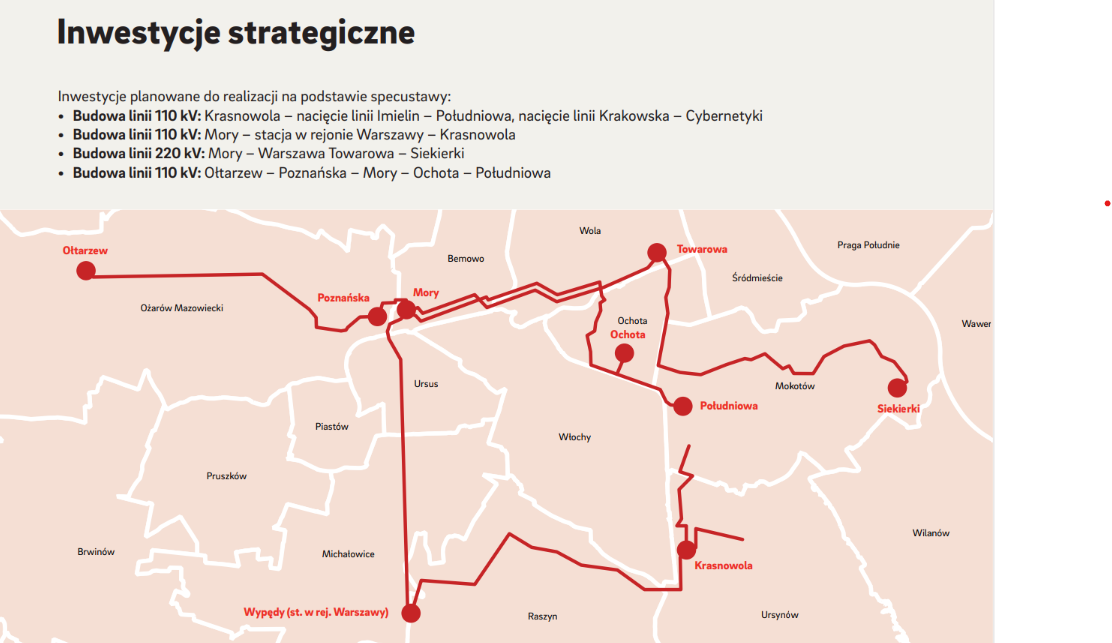 Inwestycje strategiczne
Inwestycje planowane do realizacji na podstawie specustawy:
• Budowa linii 110 kV: Krasnowola – nacięcie linii Imielin – Południowa, nacięcie linii Krakowska – Cybernetyki
• Budowa linii 110 kV: Mory – stacja w rejonie Warszawy – Krasnowola
• Budowa linii 220 kV: Mory – Warszawa Towarowa – Siekierki
• Budowa linii 110 kV: Ołtarzew – Poznańska – Mory – Ochota – Południowa
Wola
Praga Południe
Ołtarzew
Towarowa
Bemowo
Śródmieście
Poznańska
Mory
Ożarów Mazowiecki
Ochota
Wawer
Ochota
Ursus
Mokotów
Południowa
Siekierki
Piastów
Włochy
Pruszków
Wilanów
Brwinów
Michałowice
Krasnowola
Wypędy (st. w rej. Warszawy)
Raszyn
Ursynów